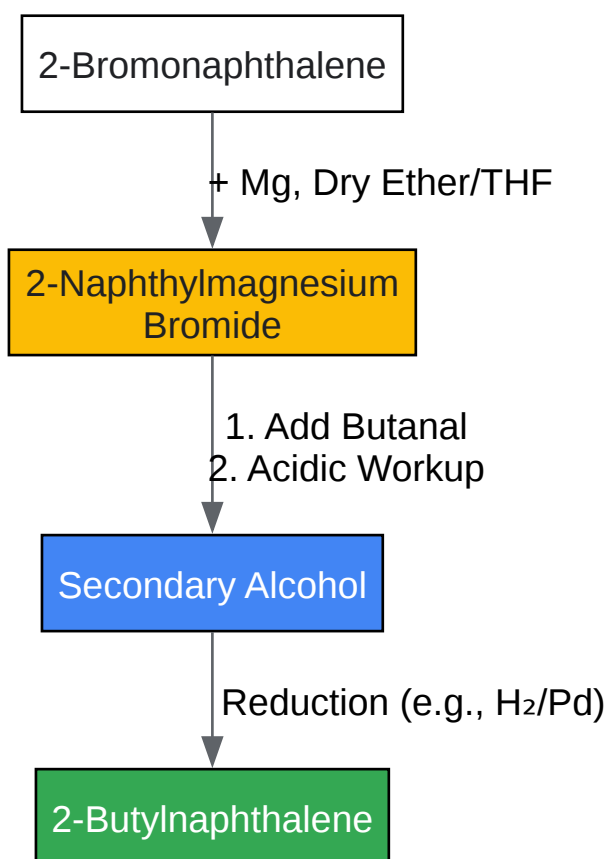 2-Bromonaphthalene
+ Mg, Dry Ether/THF
2-Naphthylmagnesium
Bromide
1. Add Butanal
2. Acidic Workup
Secondary Alcohol
Reduction (e.g., H₂/Pd)
2-Butylnaphthalene